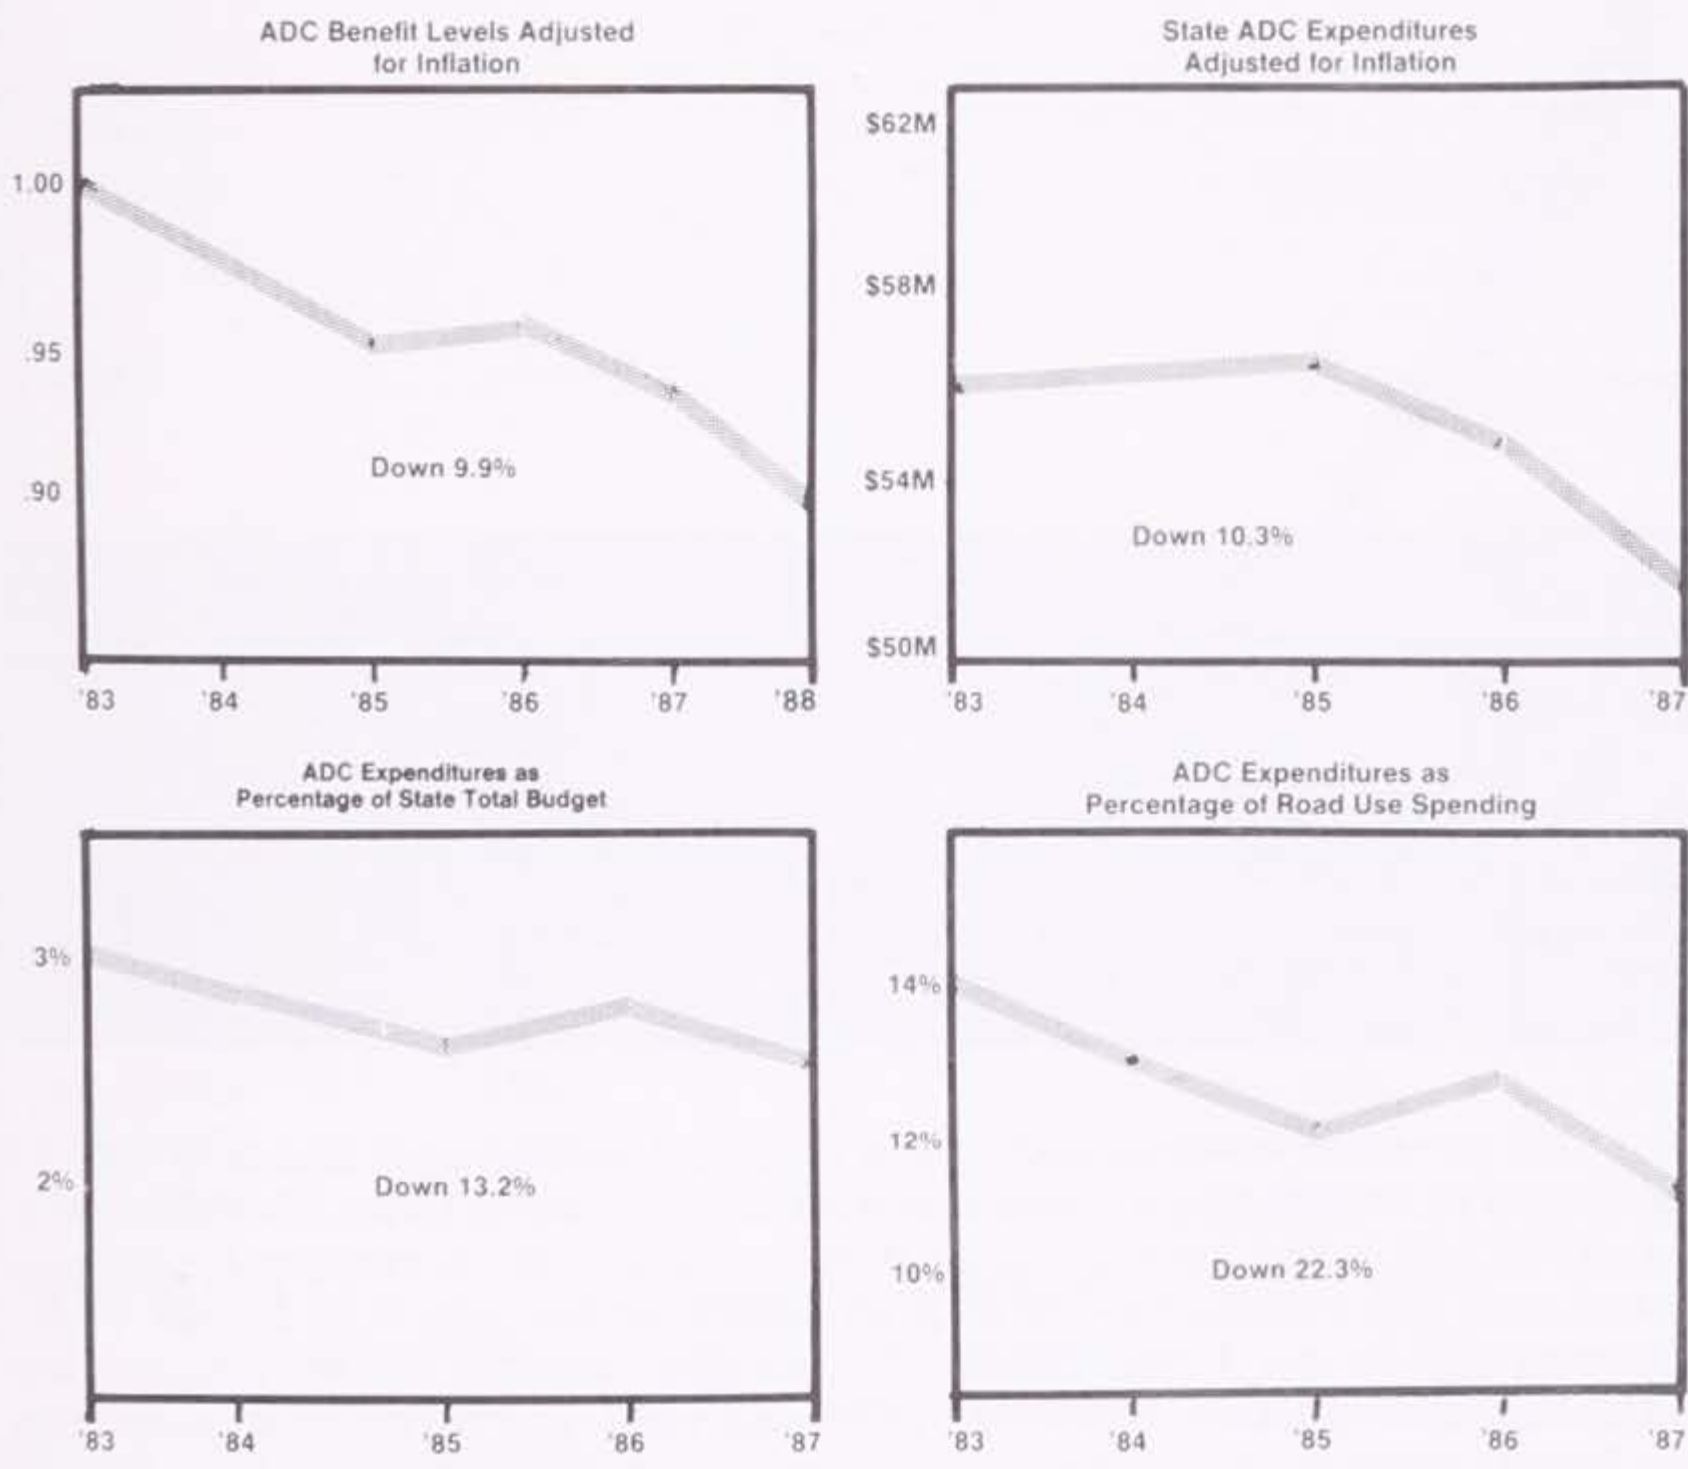 ADC Benefit Levels Adjusted
for Inflation
1.00
.95
.90
Down 9.9%
'83 '84 '85 '86 '87 '88
State ADC Expenditures
Adjusted for Inflation
$62M
$58M
$54M
$50M
Down 10.3%
'83 '84 '85 '86 '87
ADC Expenditures as
Percentage of State Total Budget
3%
2%
Down 13.2%
'83 '84 '85 '86 '87
ADC Expenditures as
Percentage of Road Use Spending
14%
12%
10%
Down 22.3%
'83 '84 '85 '86 '87